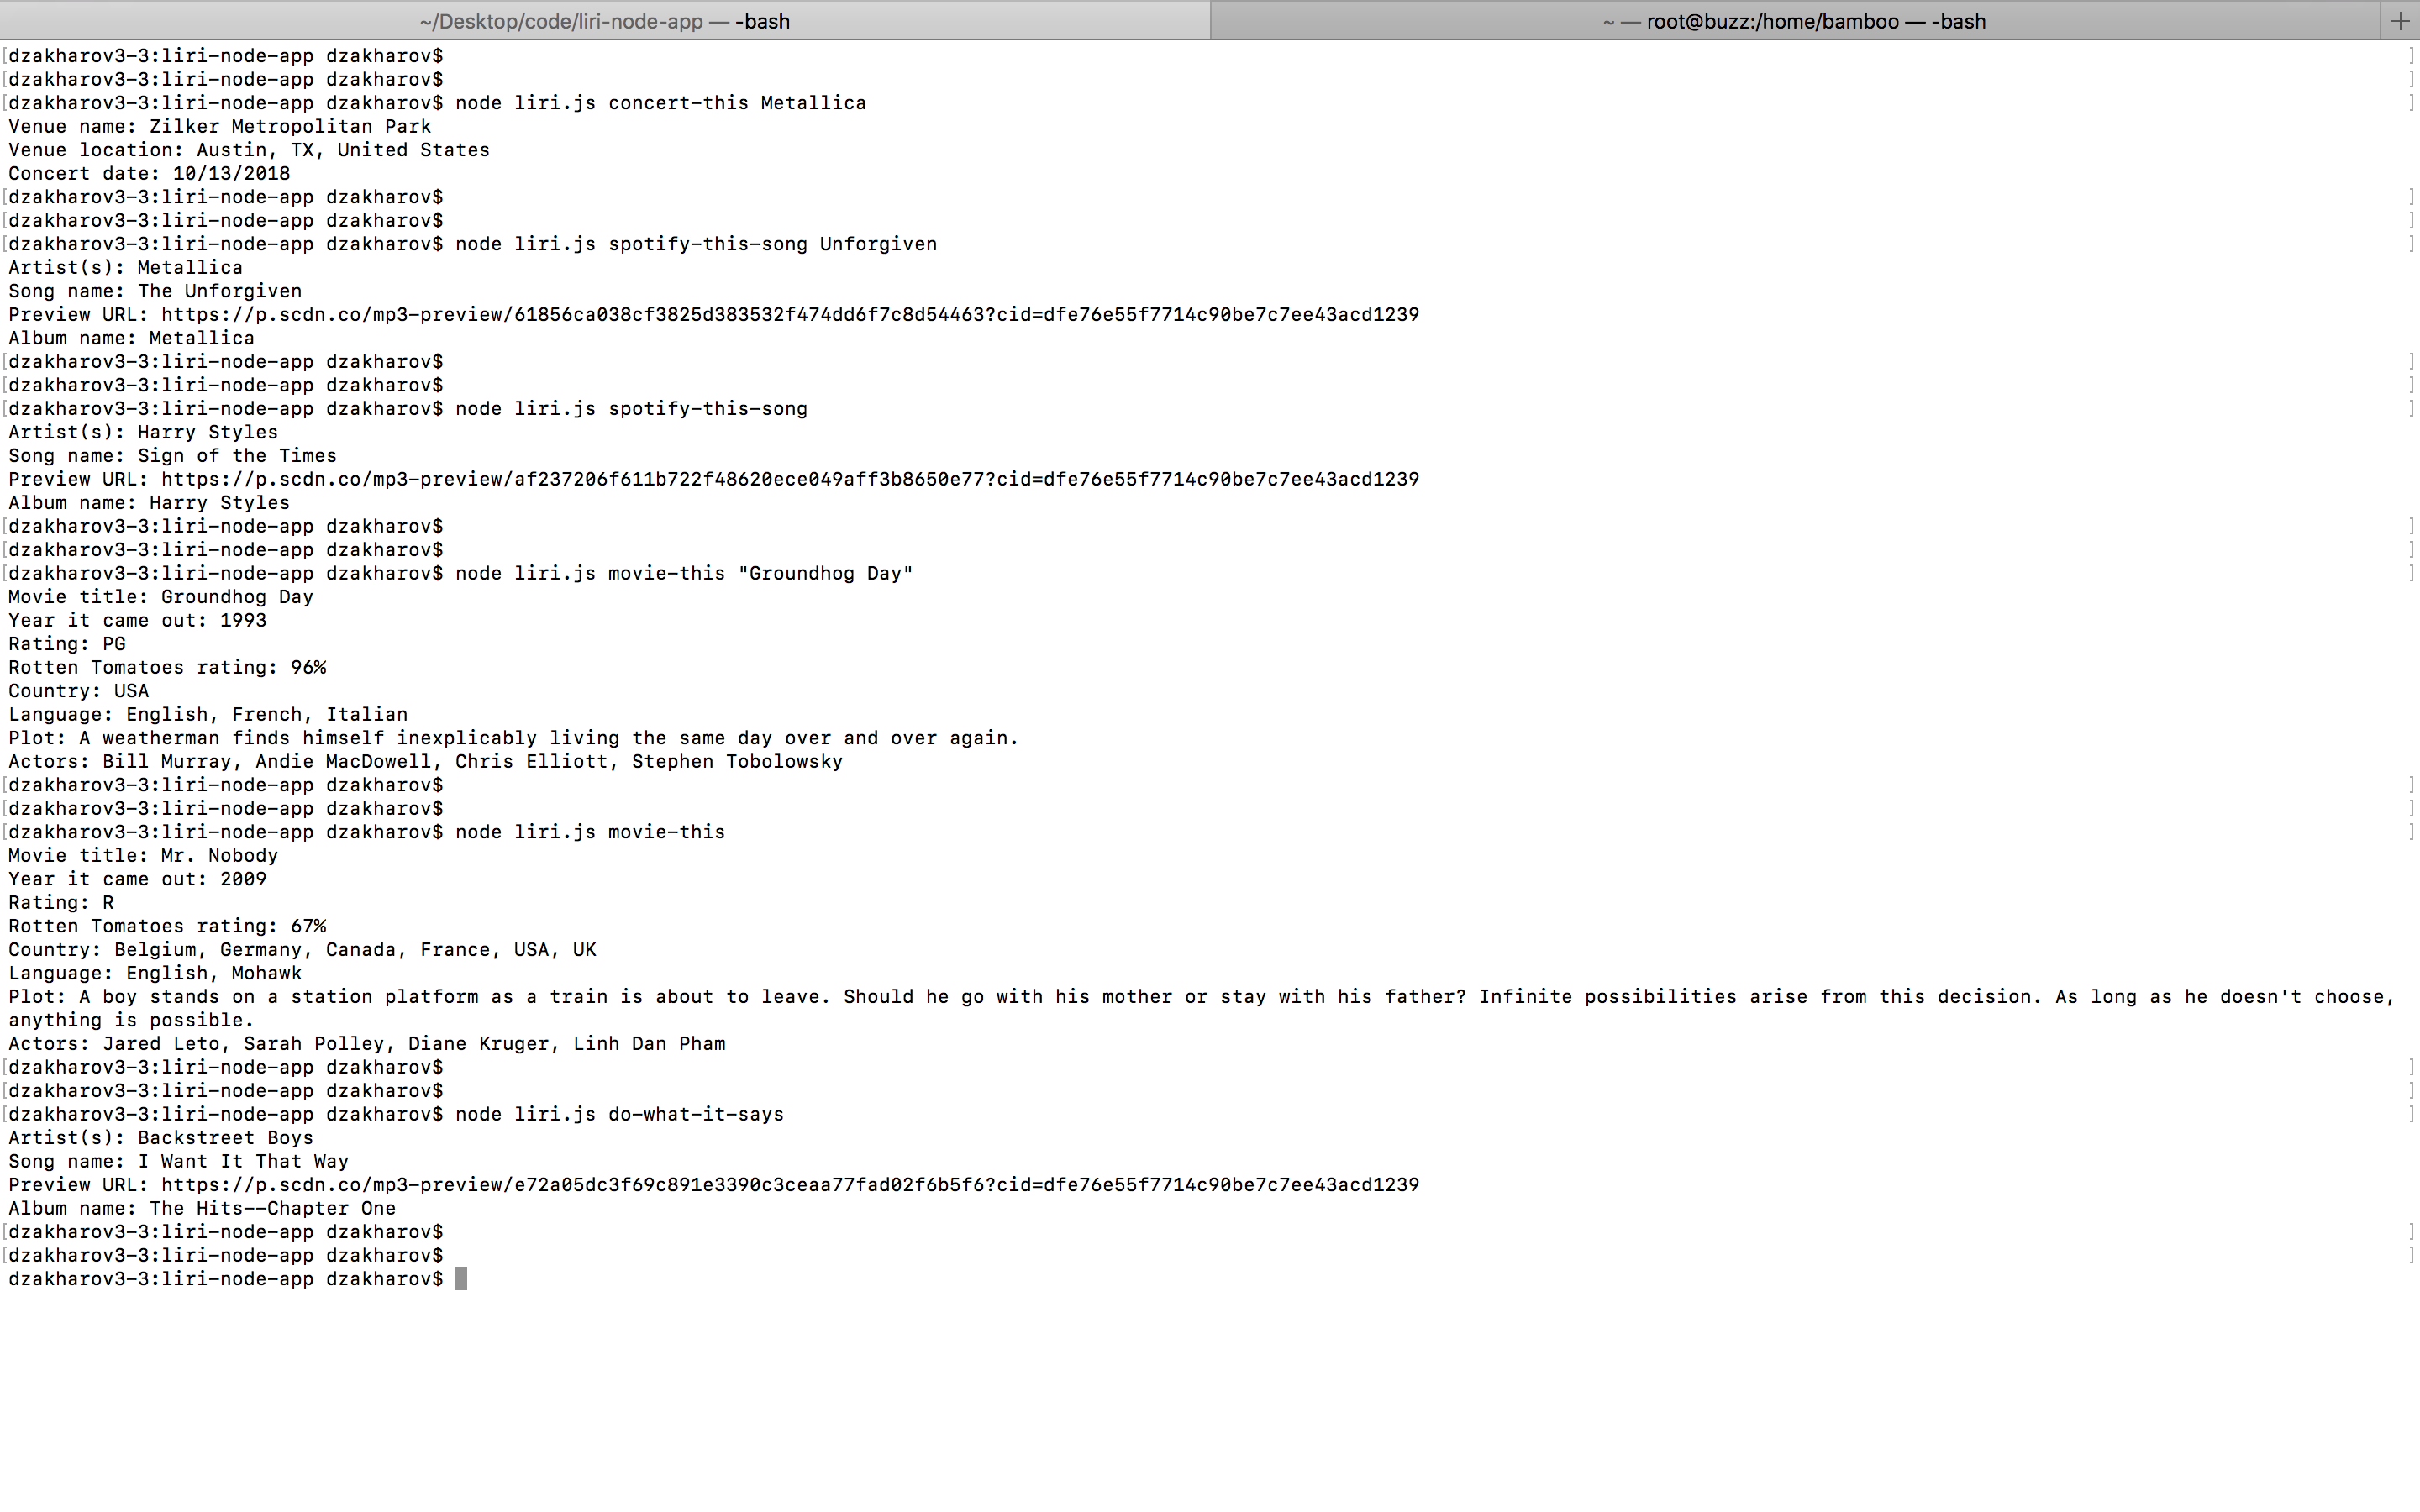 ~/Desktop/code/liri-node-app — -bash
~ — root@buzz:/home/bamboo — -bash
[dzakharov3-3:liri-node-app dzakharov$ ]
[dzakharov3-3:liri-node-app dzakharov$ ]
[dzakharov3-3:liri-node-app dzakharov$ node liri.js concert-this Metallica ]
Venue name: Zilker Metropolitan Park
Venue location: Austin, TX, United States
Concert date: 10/13/2018
[dzakharov3-3:liri-node-app dzakharov$ ]
[dzakharov3-3:liri-node-app dzakharov$ ]
[dzakharov3-3:liri-node-app dzakharov$ node liri.js spotify-this-song Unforgiven ]
Artist(s): Metallica
Song name: The Unforgiven
Preview URL: https://p.scdn.co/mp3-preview/61856ca038cf3825d383532f474dd6f7c8d54463?cid=dfe76e55f7714c90be7c7ee43acd1239
Album name: Metallica
[dzakharov3-3:liri-node-app dzakharov$ ]
[dzakharov3-3:liri-node-app dzakharov$ ]
[dzakharov3-3:liri-node-app dzakharov$ node liri.js spotify-this-song ]
Artist(s): Harry Styles
Song name: Sign of the Times
Preview URL: https://p.scdn.co/mp3-preview/af237206f611b722f48620ece049aff3b8650e77?cid=dfe76e55f7714c90be7c7ee43acd1239
Album name: Harry Styles
[dzakharov3-3:liri-node-app dzakharov$ ]
[dzakharov3-3:liri-node-app dzakharov$ ]
[dzakharov3-3:liri-node-app dzakharov$ node liri.js movie-this "Groundhog Day" ]
Movie title: Groundhog Day
Year it came out: 1993
Rating: PG
Rotten Tomatoes rating: 96%
Country: USA
Language: English, French, Italian
Plot: A weatherman finds himself inexplicably living the same day over and over again.
Actors: Bill Murray, Andie MacDowell, Chris Elliott, Stephen Tobolowsky
[dzakharov3-3:liri-node-app dzakharov$ ]
[dzakharov3-3:liri-node-app dzakharov$ ]
[dzakharov3-3:liri-node-app dzakharov$ node liri.js movie-this ]
Movie title: Mr. Nobody
Year it came out: 2009
Rating: R
Rotten Tomatoes rating: 67%
Country: Belgium, Germany, Canada, France, USA, UK
Language: English, Mohawk
Plot: A boy stands on a station platform as a train is about to leave. Should he go with his mother or stay with his father? Infinite possibilities arise from this decision. As long as he doesn't choose,
anything is possible.
Actors: Jared Leto, Sarah Polley, Diane Kruger, Linh Dan Pham
[dzakharov3-3:liri-node-app dzakharov$ ]
[dzakharov3-3:liri-node-app dzakharov$ ]
[dzakharov3-3:liri-node-app dzakharov$ node liri.js do-what-it-says ]
Artist(s): Backstreet Boys
Song name: I Want It That Way
Preview URL: https://p.scdn.co/mp3-preview/e72a05dc3f69c891e3390c3ceaa77fad02f6b5f6?cid=dfe76e55f7714c90be7c7ee43acd1239
Album name: The Hits--Chapter One
[dzakharov3-3:liri-node-app dzakharov$ ]
[dzakharov3-3:liri-node-app dzakharov$ ]
dzakharov3-3:liri-node-app dzakharov$